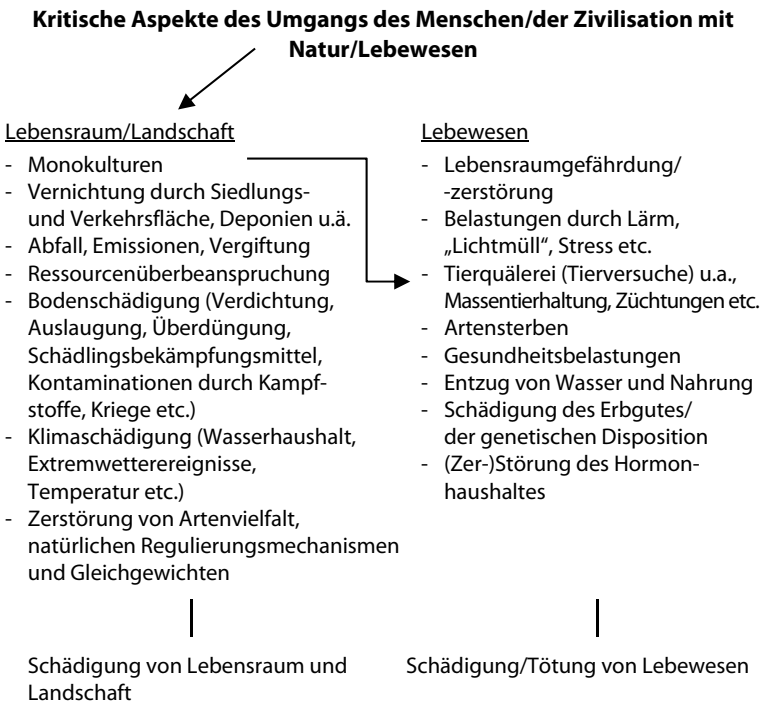 Kritische Aspekte des Umgangs des Menschen/der Zivilisation mit
Natur/Lebewesen
Lebensraum/Landschaft
- Monokulturen
- Vernichtung durch Siedlungs-
und Verkehrsfläche, Deponien u.ä.
- Abfall, Emissionen, Vergiftung
- Ressourcenüberbeanspruchung
- Bodenschädigung (Verdichtung,
Auslaugung, Überdüngung,
Schädlingsbekämpfungsmittel,
Kontaminationen durch Kampf-
stoffe, Kriege etc.)
- Klimaschädigung (Wasserhaushalt,
Extremwetterereignisse,
Temperatur etc.)
- Zerstörung von Artenvielfalt,
natürlichen Regulierungsmechanismen
und Gleichgewichten
Schädigung von Lebensraum und
Landschaft
Lebewesen
- Lebensraumgefährdung/
-zerstörung
- Belastungen durch Lärm,
„Lichtmüll“, Stress etc.
- Tierquälerei (Tierversuche) u.a.,
Massentierhaltung, Züchtungen etc.
- Artensterben
- Gesundheitsbelastungen
- Entzug von Wasser und Nahrung
- Schädigung des Erbgutes/
der genetischen Disposition
- (Zer-)Störung des Hormon-
haushaltes
Schädigung/Tötung von Lebewesen